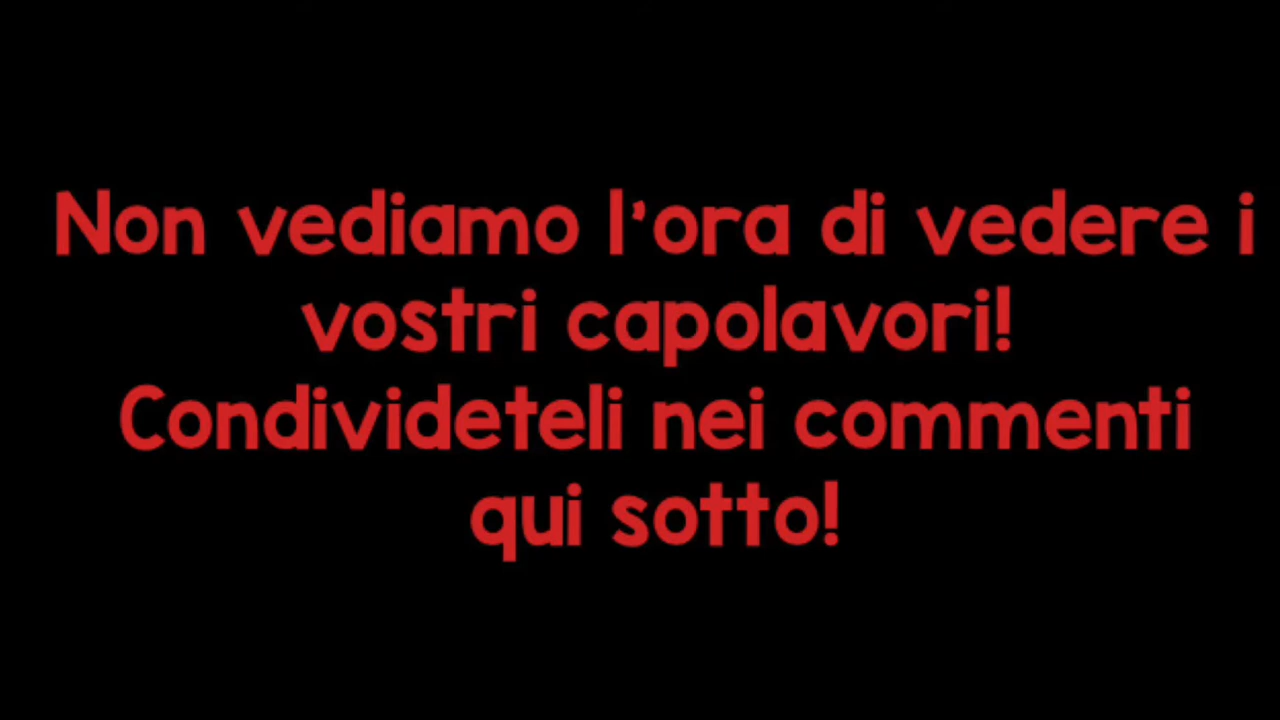 Non vediamo l'ora di vedere i
vostri capolavori!
Condivideteli nei commenti
qui sotto!